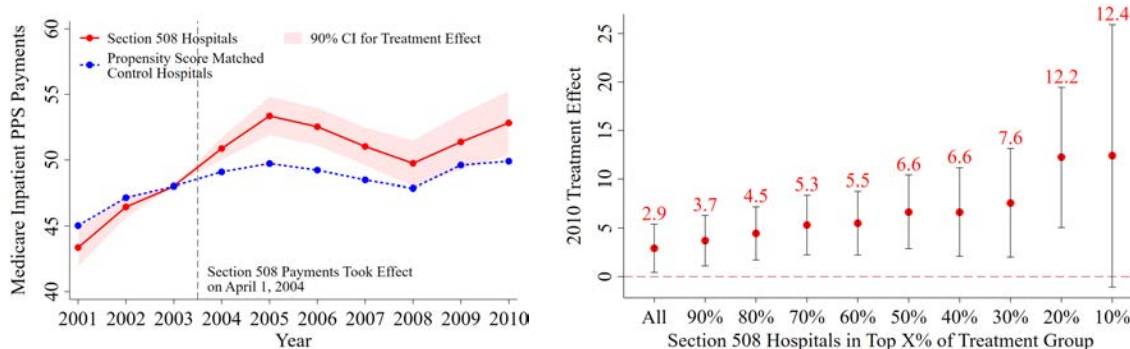 Medicare Inpatient PPS Payments
60
55
50
45
40
Section 508 Hospitals
Propensity Score Matched
Control Hospitals
90% CI for Treatment Effect
Section 508 Payments Took Effect
on April 1, 2004
2001 2002 2003 2004 2005 2006 2007 2008 2009 2010
Year
2010 Treatment Effect
25
20
15
10
5
0
2.9 3.7 4.5 5.3 5.5 6.6 6.6 7.6 12.2 12.4
All 90% 80% 70% 60% 50% 40% 30% 20% 10%
Section 508 Hospitals in Top X% of Treatment Group